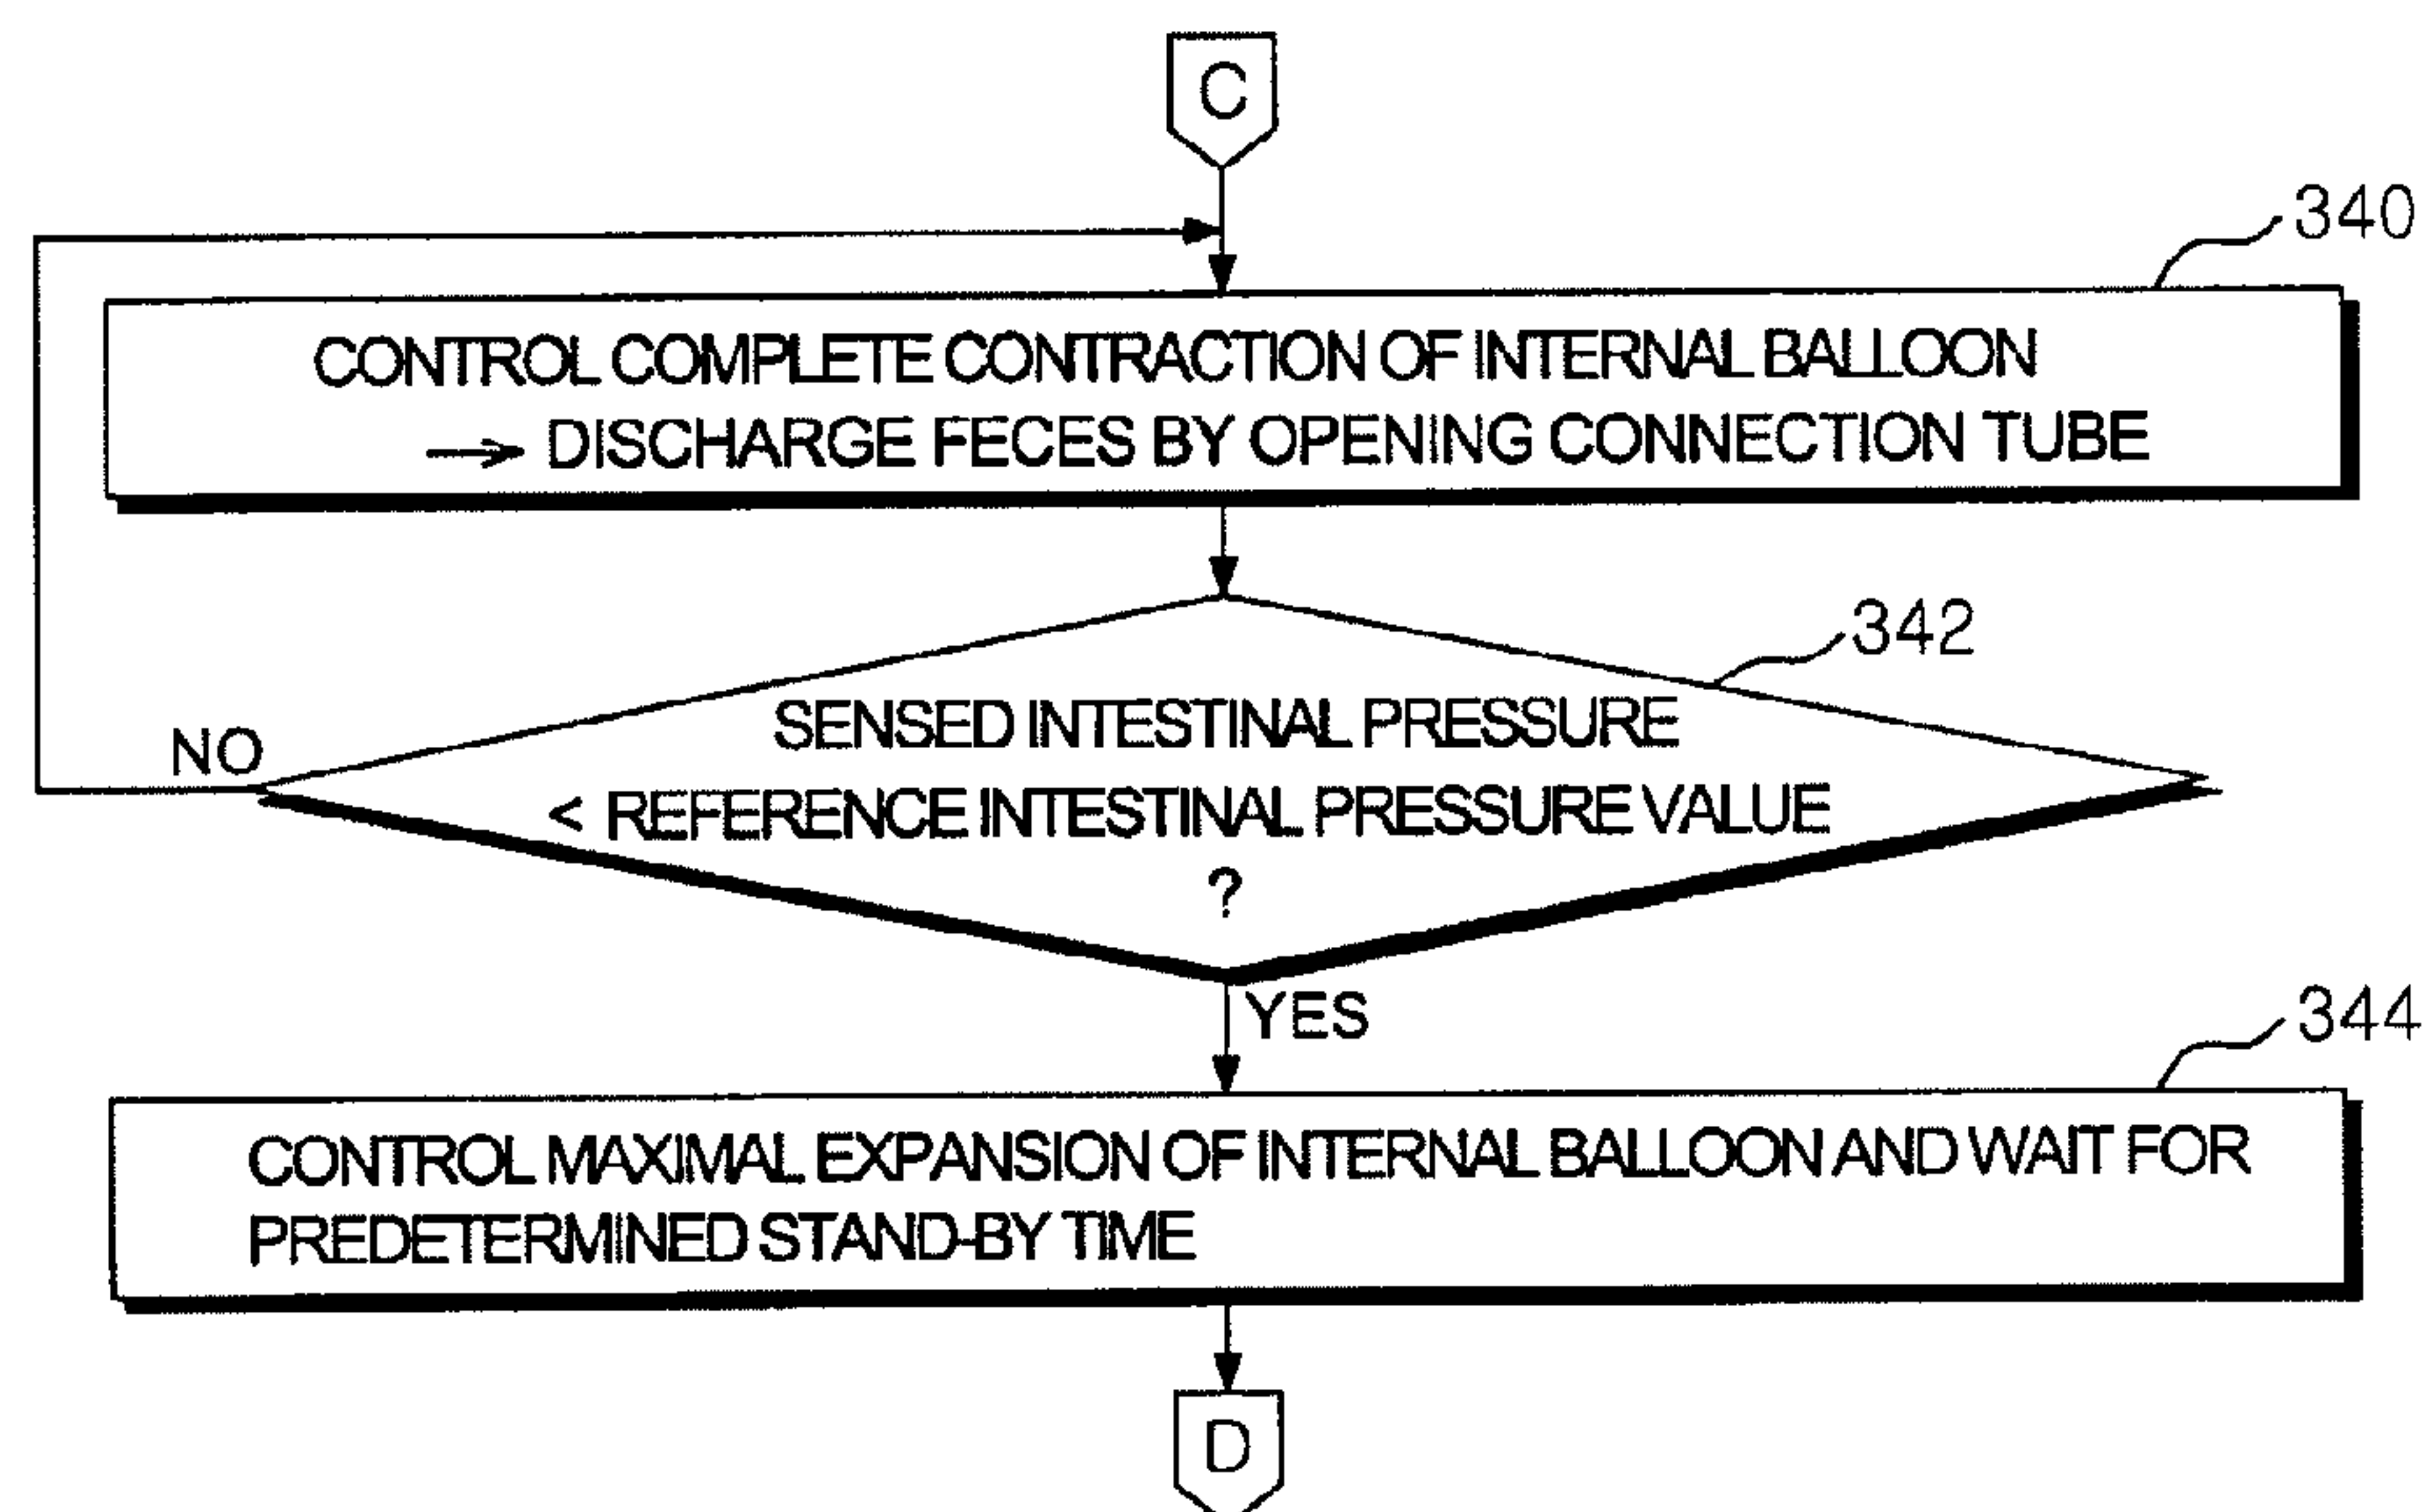 C
340
CONTROL COMPLETE CONTRACTION OF INTERNAL BALLOON
→ DISCHARGE FECES BY OPENING CONNECTION TUBE
342
SENSED INTESTINAL PRESSURE
NO
< REFERENCE INTESTINAL PRESSURE VALUE
?
YES
344
CONTROL MAXIMAL EXPANSION OF INTERNAL BALLOON AND WAIT FOR
PREDETERMINED STAND-BY TIME
D